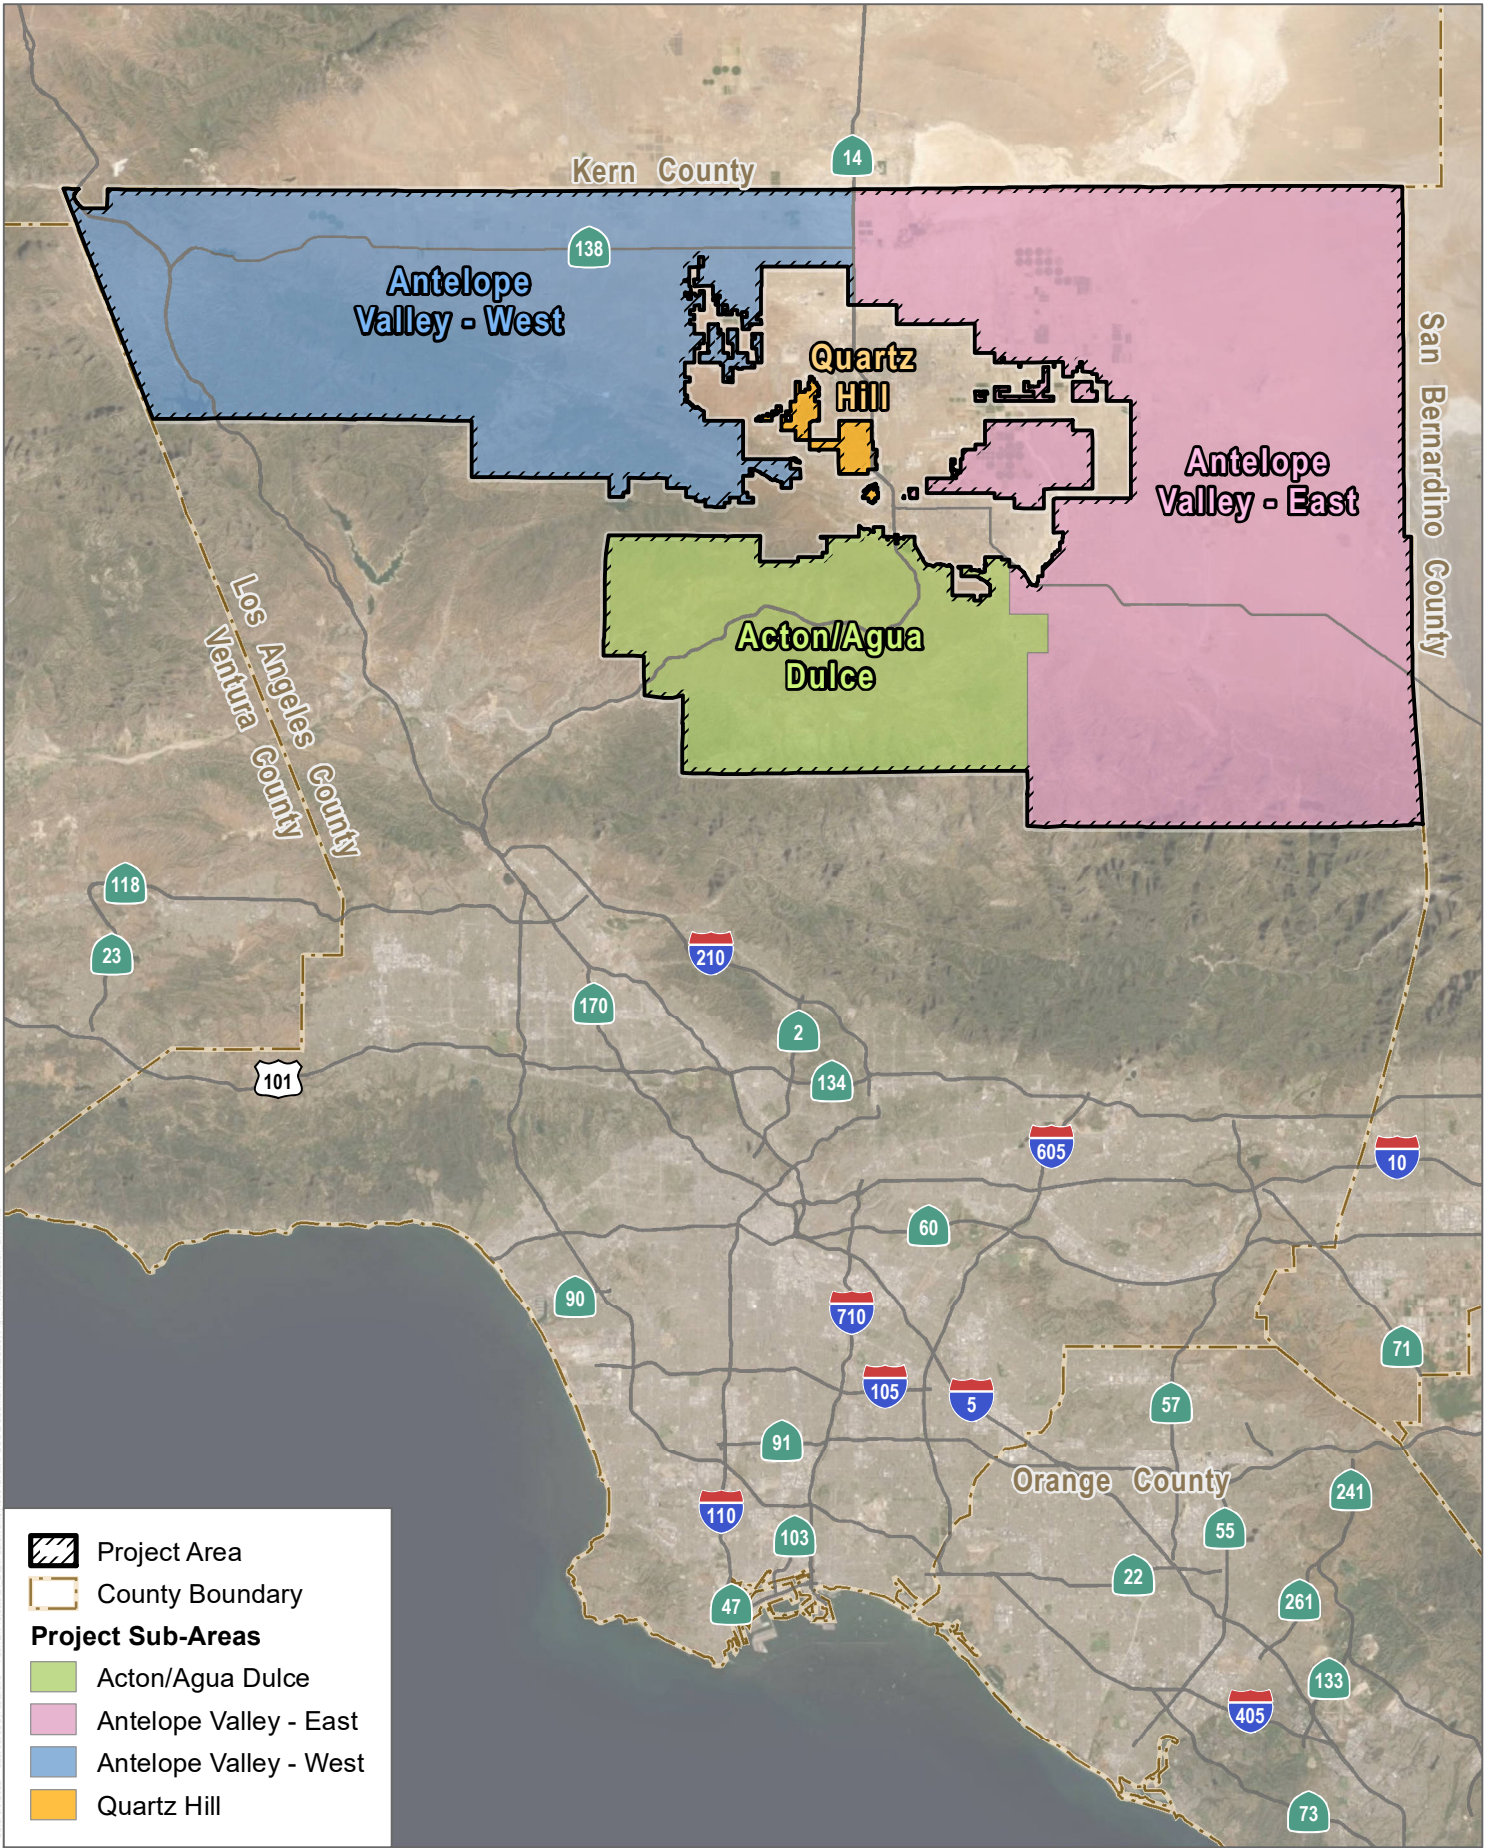 14
Kern County
138
Antelope
Valley - West
Quartz
Hill
Antelope
Valley - East
San Bernardino County
Los Angeles County
Ventura County
Acton/Agua
Dulce
118
23
210
170
2
101
134
605
10
60
90
710
71
105
5
57
91
Orange County
241
110
103
55
22
47
261
133
405
73
Project Area
County Boundary
Project Sub-Areas
Acton/Agua Dulce
Antelope Valley - East
Antelope Valley - West
Quartz Hill